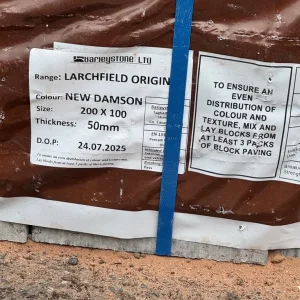 BARLEYSTONE LTD
Range: LARCHFIELD ORIGIN
Colour: NEW DAMSON
Size: 200 X 100
Thickness: 50mm
D.O.P: 24.07.2025
TO ENSURE AN
EVEN
DISTRIBUTION OF
COLOUR AND
TEXTURE, MIX AND
LAY BLOCKS FROM
AT LEAST 3 PACKS
OF BLOCK PAVING